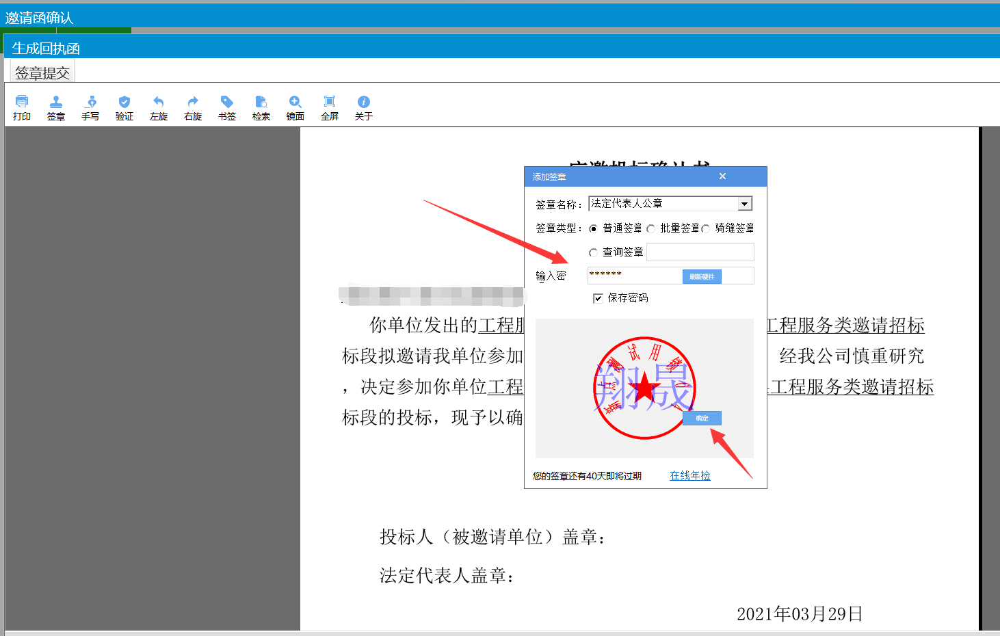 邀请函确认
生成回执函
签章提交
打印 签章 手写 验证 左旋 右旋 书签 检索 镜面 全屏 关于
添加签章
签章名称： 法定代表人公章
签章类型： 普通签章 批量签章 骑缝签章
查询签章
输入密
****** 刷新硬件
保存密码
你单位发出的工程 工程服务类邀请招标
标段拟邀请我单位参加 经我公司慎重研究
，决定参加你单位工程 工程服务类邀请招标
标段的投标，现予以确
测试用
翔晟
确定
您的签章还有40天即将过期 在线年检
投标人（被邀请单位）盖章：
法定代表人盖章：
2021年03月29日